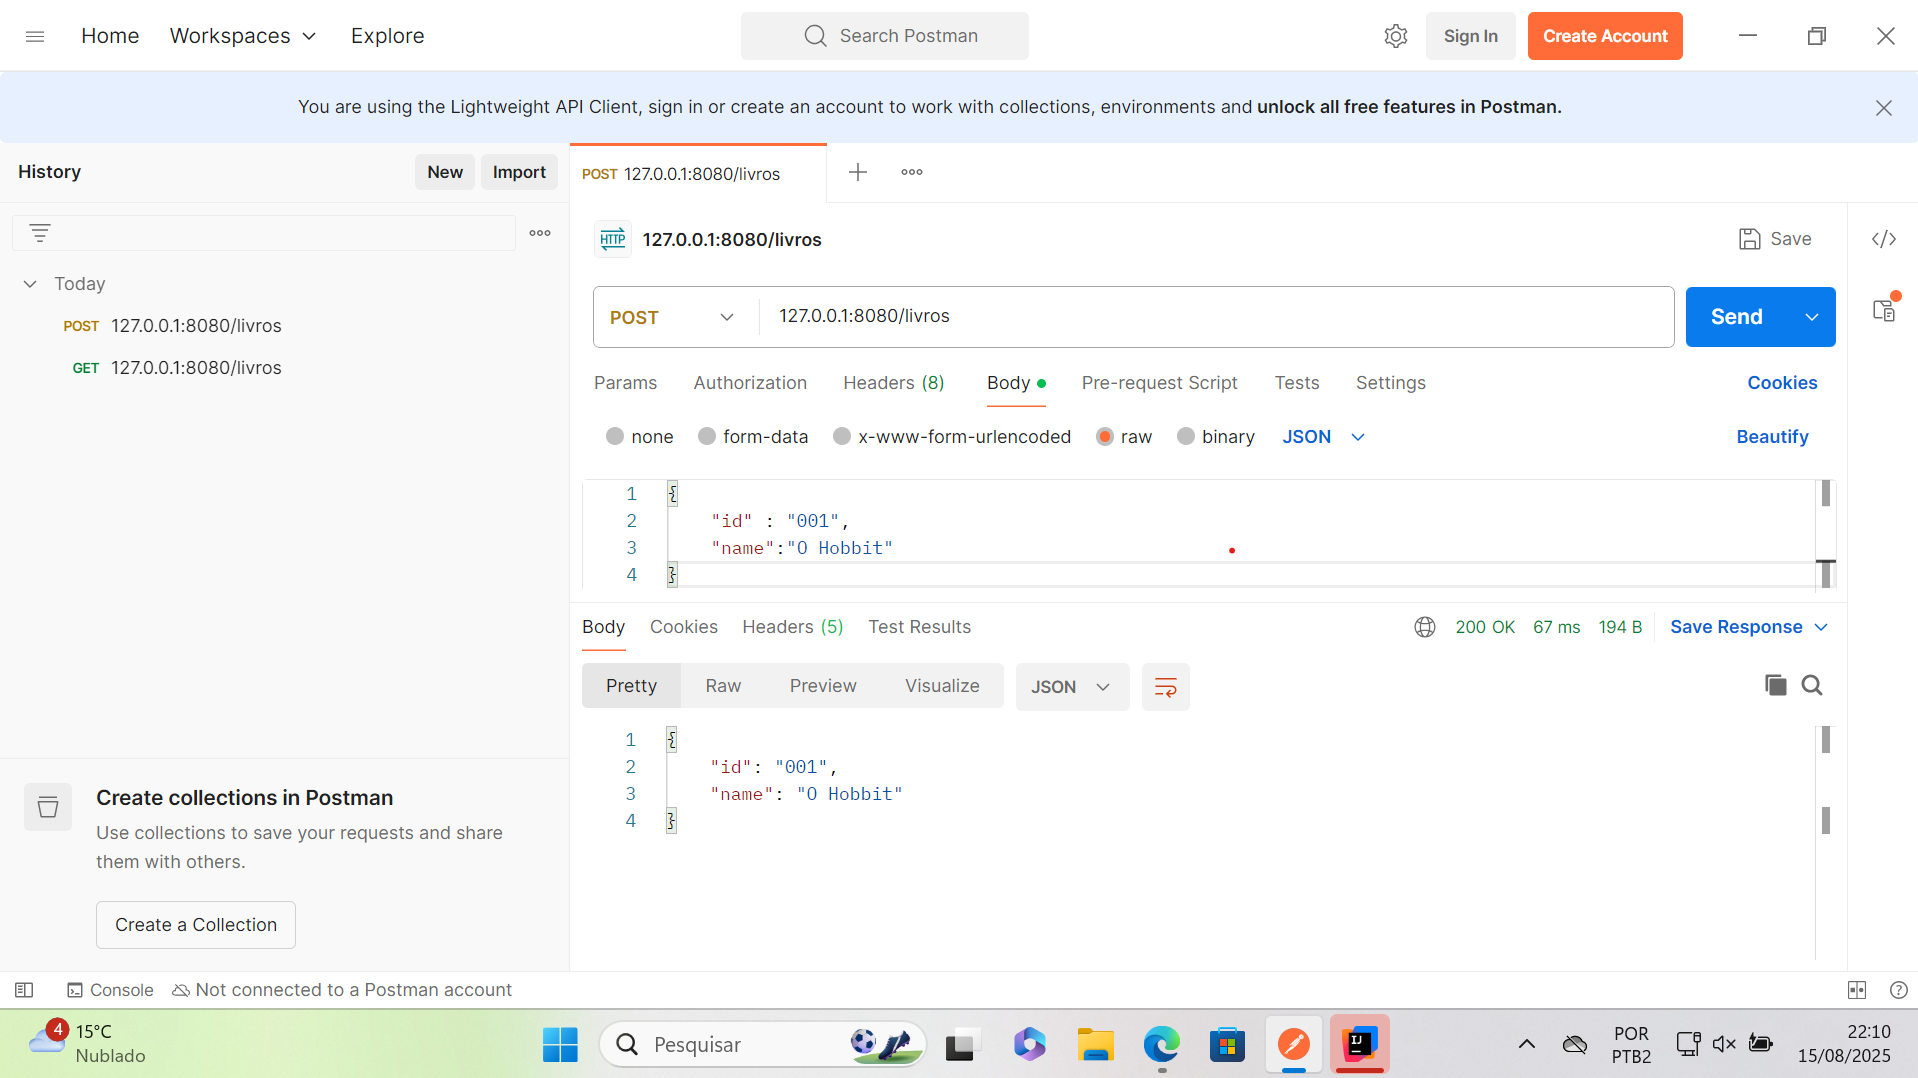 Home
Workspaces
Explore
Search Postman
Sign In
Create Account
You are using the Lightweight API Client, sign in or create an account to work with collections, environments and unlock all free features in Postman.
History
New
Import
POST 127.0.0.1:8080/livros
Today
POST 127.0.0.1:8080/livros
GET 127.0.0.1:8080/livros
HTTP 127.0.0.1:8080/livros
Save
POST
127.0.0.1:8080/livros
Send
Params
Authorization
Headers (8)
Body
Pre-request Script
Tests
Settings
Cookies
none
form-data
x-www-form-urlencoded
raw
binary
JSON
Beautify
1 {
2 "id" : "001",
3 "name":"O Hobbit"
4 }
Body
Cookies
Headers (5)
Test Results
200 OK
67 ms
194 B
Save Response
Pretty
Raw
Preview
Visualize
JSON
1 {
2 "id": "001",
3 "name": "O Hobbit"
4 }
Create collections in Postman
Use collections to save your requests and share
them with others.
Create a Collection
Console
Not connected to a Postman account
4
15°C
Nublado
Pesquisar
IJ
POR
PTB2
22:10
15/08/2025